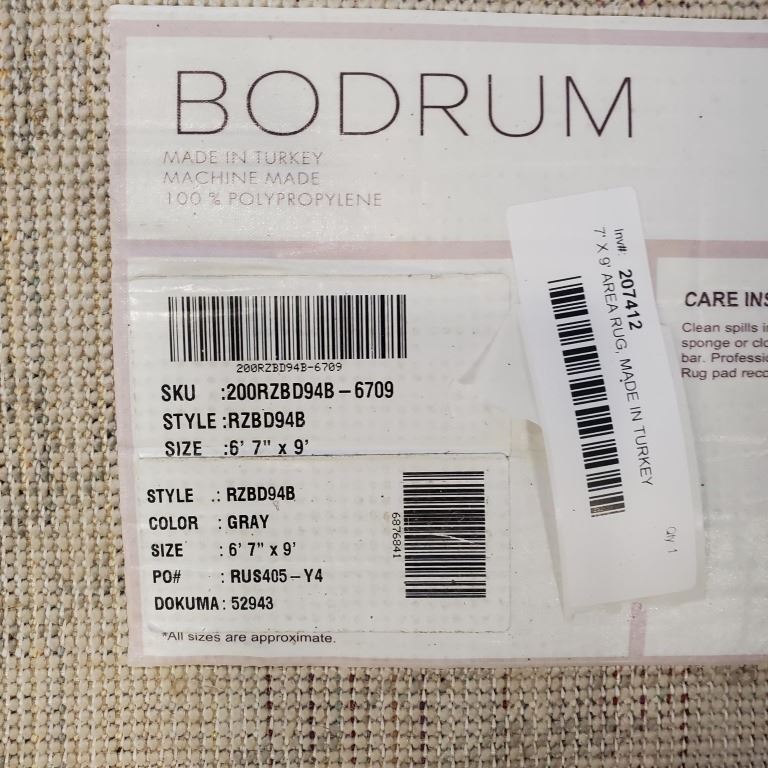 BODRUM
MADE IN TURKEY
MACHINE MADE
100 % POLYPROPYLENE
200RZBD94B-6709
SKU :200RZBD94B-6709
STYLE :RZBD94B
SIZE :6' 7" x 9'
STYLE .: RZBD94B
COLOR : GRAY
SIZE : 6' 7" x 9'
PO# : RUS405-Y4
DOKUMA: 52943
6876841
*All sizes are approximate.
Inv#: 207412
7' X 9' AREA RUG, MADE IN TURKEY
Qty 1
CARE INS
Clean spills
sponge or
bar.
Rug pad